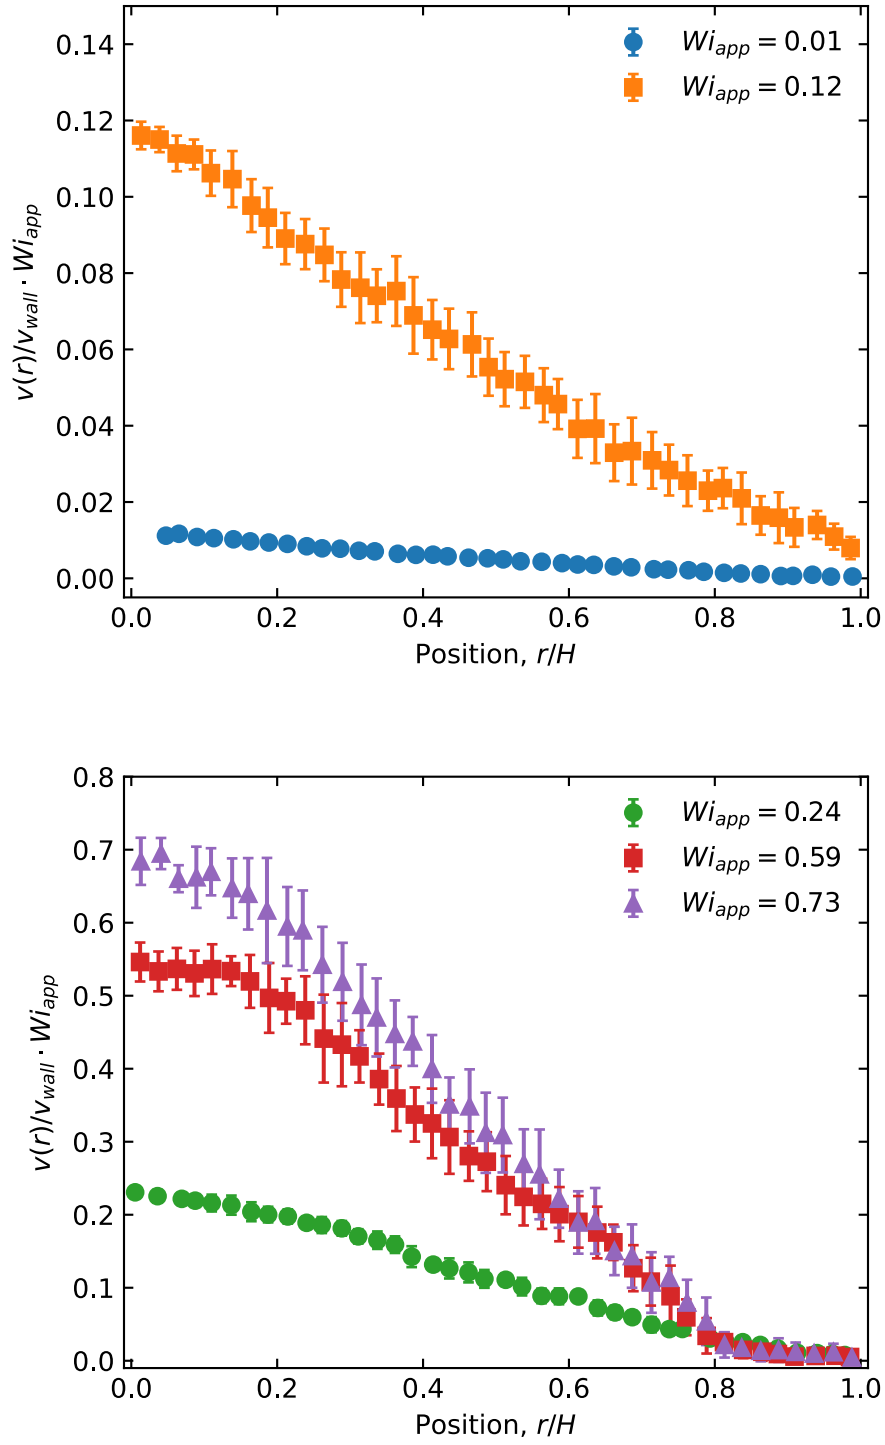 0.14
0.12
0.10
0.08
0.06
0.04
0.02
0.00
v(r)/v_wall · Wi_app
Wi_app = 0.01
Wi_app = 0.12
0.0 0.2 0.4 0.6 0.8 1.0
Position, r/H
0.8
0.7
0.6
0.5
0.4
0.3
0.2
0.1
0.0
v(r)/v_wall · Wi_app
Wi_app = 0.24
Wi_app = 0.59
Wi_app = 0.73
0.0 0.2 0.4 0.6 0.8 1.0
Position, r/H